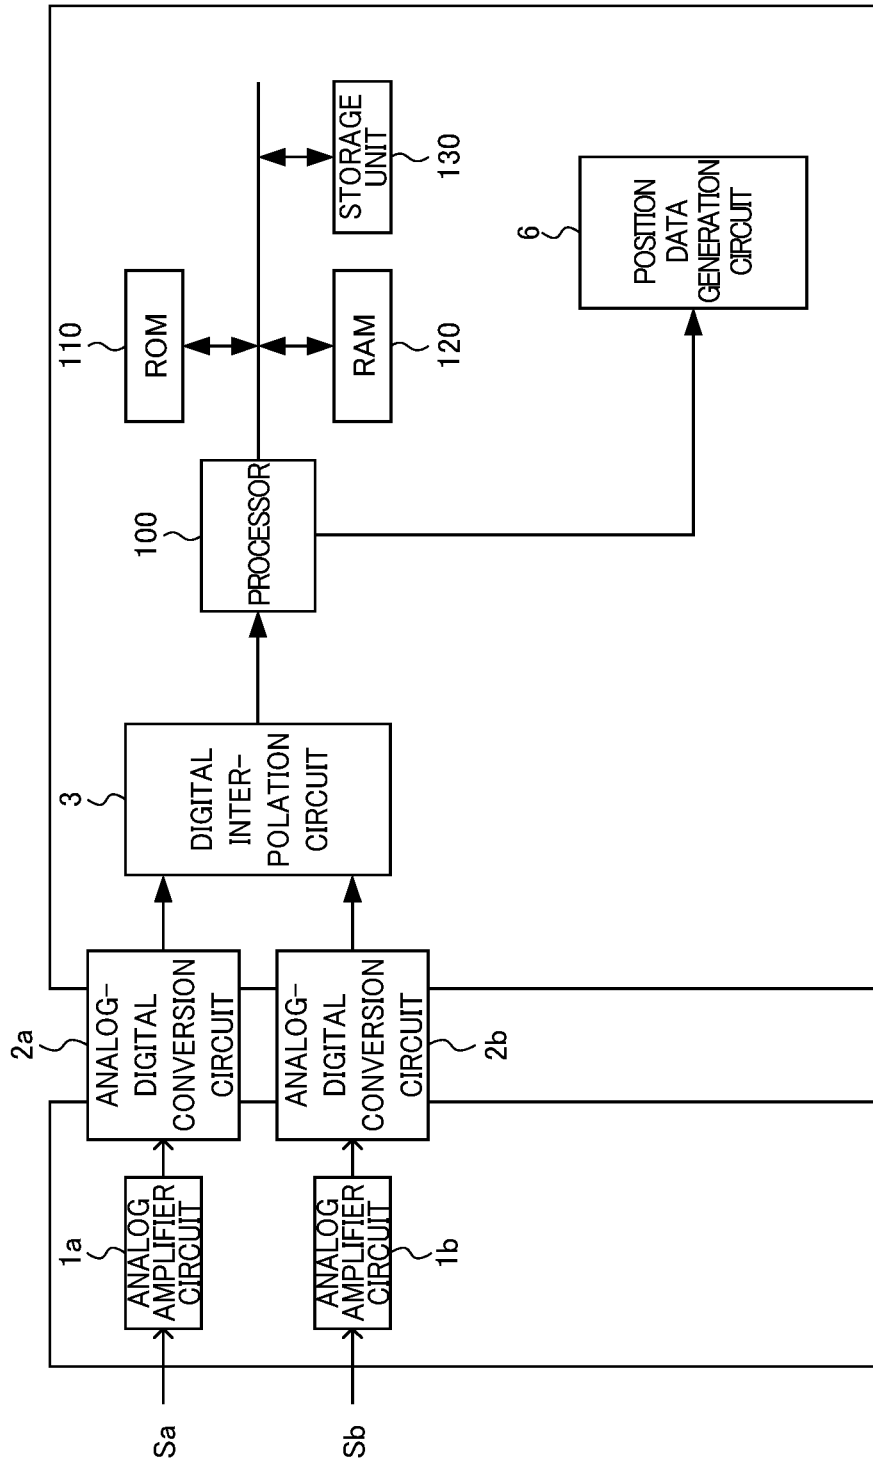 Sa
1a
ANALOG
AMPLIFIER
CIRCUIT
2a
ANALOG-
DIGITAL
CONVERSION
CIRCUIT
Sb
1b
ANALOG
AMPLIFIER
CIRCUIT
2b
ANALOG-
DIGITAL
CONVERSION
CIRCUIT
3
DIGITAL
INTER-
POLATION
CIRCUIT
100
PROCESSOR
110
ROM
120
RAM
130
STORAGE
UNIT
6
POSITION
DATA
GENERATION
CIRCUIT